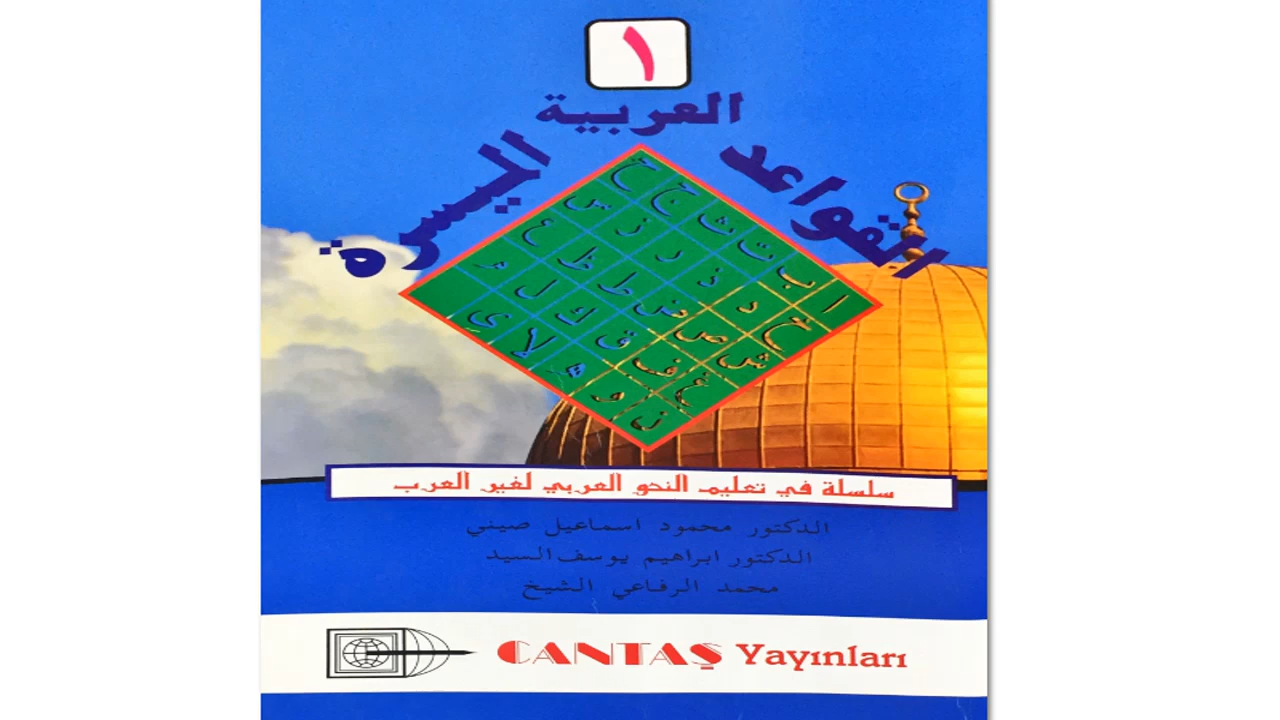 ١
القواعد العربية الميسرة
ا ب ت ث ج ح
سلسلة في تعليم النحو العربي لغير العرب
الدكتور محمود اسماعيل صيني
الدكتور ابراهيم يوسف السيد
محمد الرفاعي الشيخ
CANTAŞ Yayınları